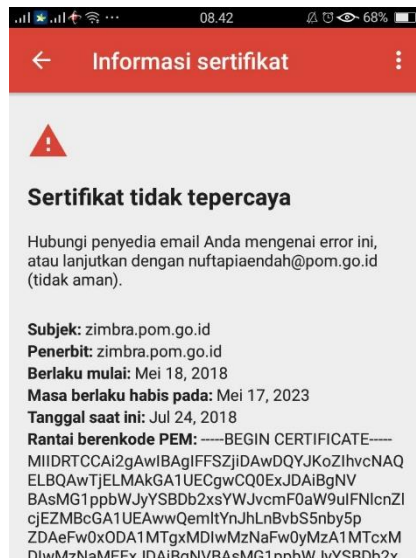 08.42
68%
Informasi sertifikat
Sertifikat tidak tepercaya
Hubungi penyedia email Anda mengenai error ini,
atau lanjutkan dengan nuftapiaendah@pom.go.id
(tidak aman).
Subjek: zimbra.pom.go.id
Penerbit: zimbra.pom.go.id
Berlaku mulai: Mei 18, 2018
Masa berlaku habis pada: Mei 17, 2023
Tanggal saat ini: Jul 24, 2018
Rantai berenkode PEM: -----BEGIN CERTIFICATE-----
MIIDRTCCAi2gAwIBAgIFFSZjiDAwDQYJKoZIhvcNAQ
ELBQAwTjELMAkGA1UECgwCQ0ExJDAiBgNV
BAsMG1ppbWJyYSBDb2xsYWJvcmF0aW9uIFNlcnZl
cjEZMBcGA1UEAwwQemltYnJhLnBvbS5nby5p
ZDAeFw0xODA1MTgxMDIwMzNaFw0yMzA1MTcxM
DIwMzNaMEExJDAiBgNVBAsMG1ppbWJyYSBDb2x